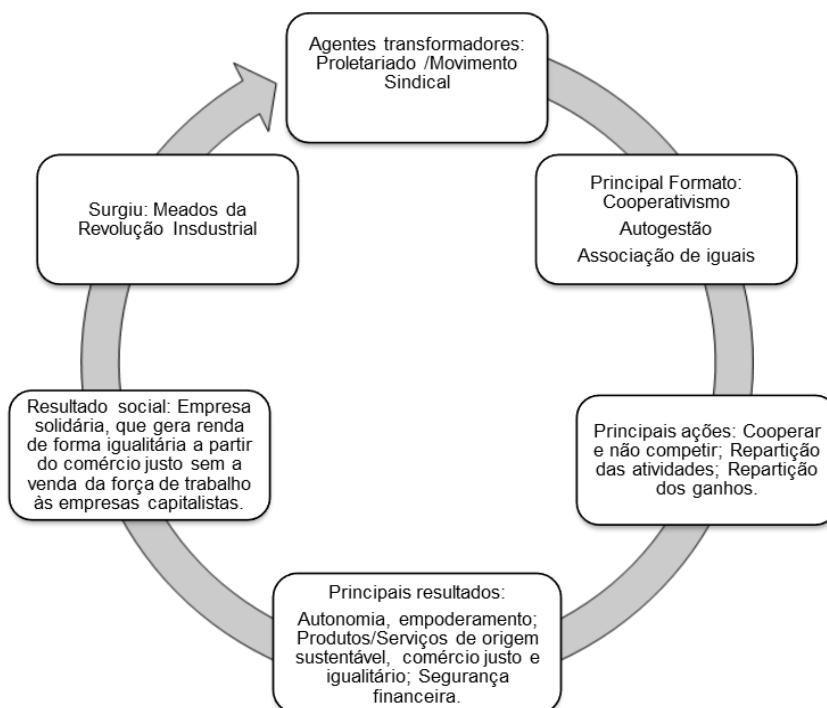 Agentes transformadores:
Proletariado /Movimento
Sindical
Principal Formato:
Cooperativismo
Autogestão
Associação de iguais
Principais ações: Cooperar
e não competir; Repartição
das atividades; Repartição
dos ganhos.
Principais resultados:
Autonomia, empoderamento;
Produtos/Serviços de origem
sustentável, comércio justo e
igualitário; Segurança
financeira.
Resultado social: Empresa
solidária, que gera renda
de forma igualitária a partir
do comércio justo sem a
venda da força de trabalho
às empresas capitalistas.
Surgiu: Meados da
Revolução Insdustrial